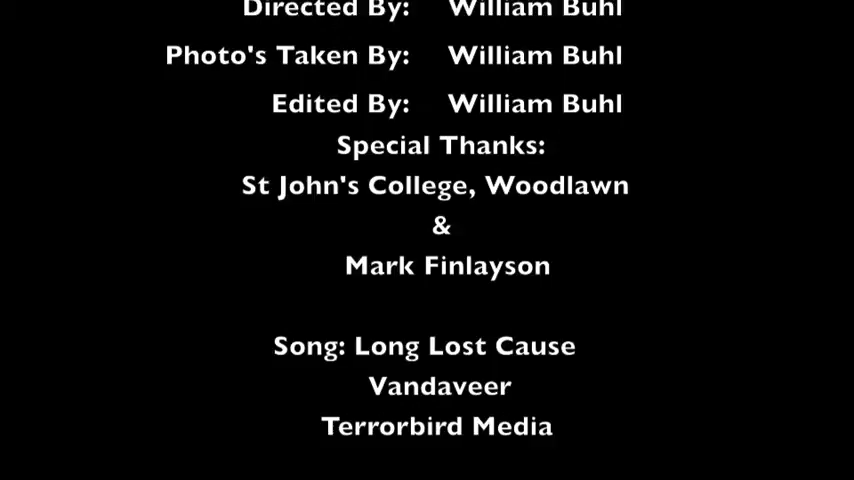 Directed By: William Buhl
Photo's Taken By: William Buhl
Edited By: William Buhl
Special Thanks:
St John's College, Woodlawn
&
Mark Finlayson
Song: Long Lost Cause
Vandaveer
Terrorbird Media